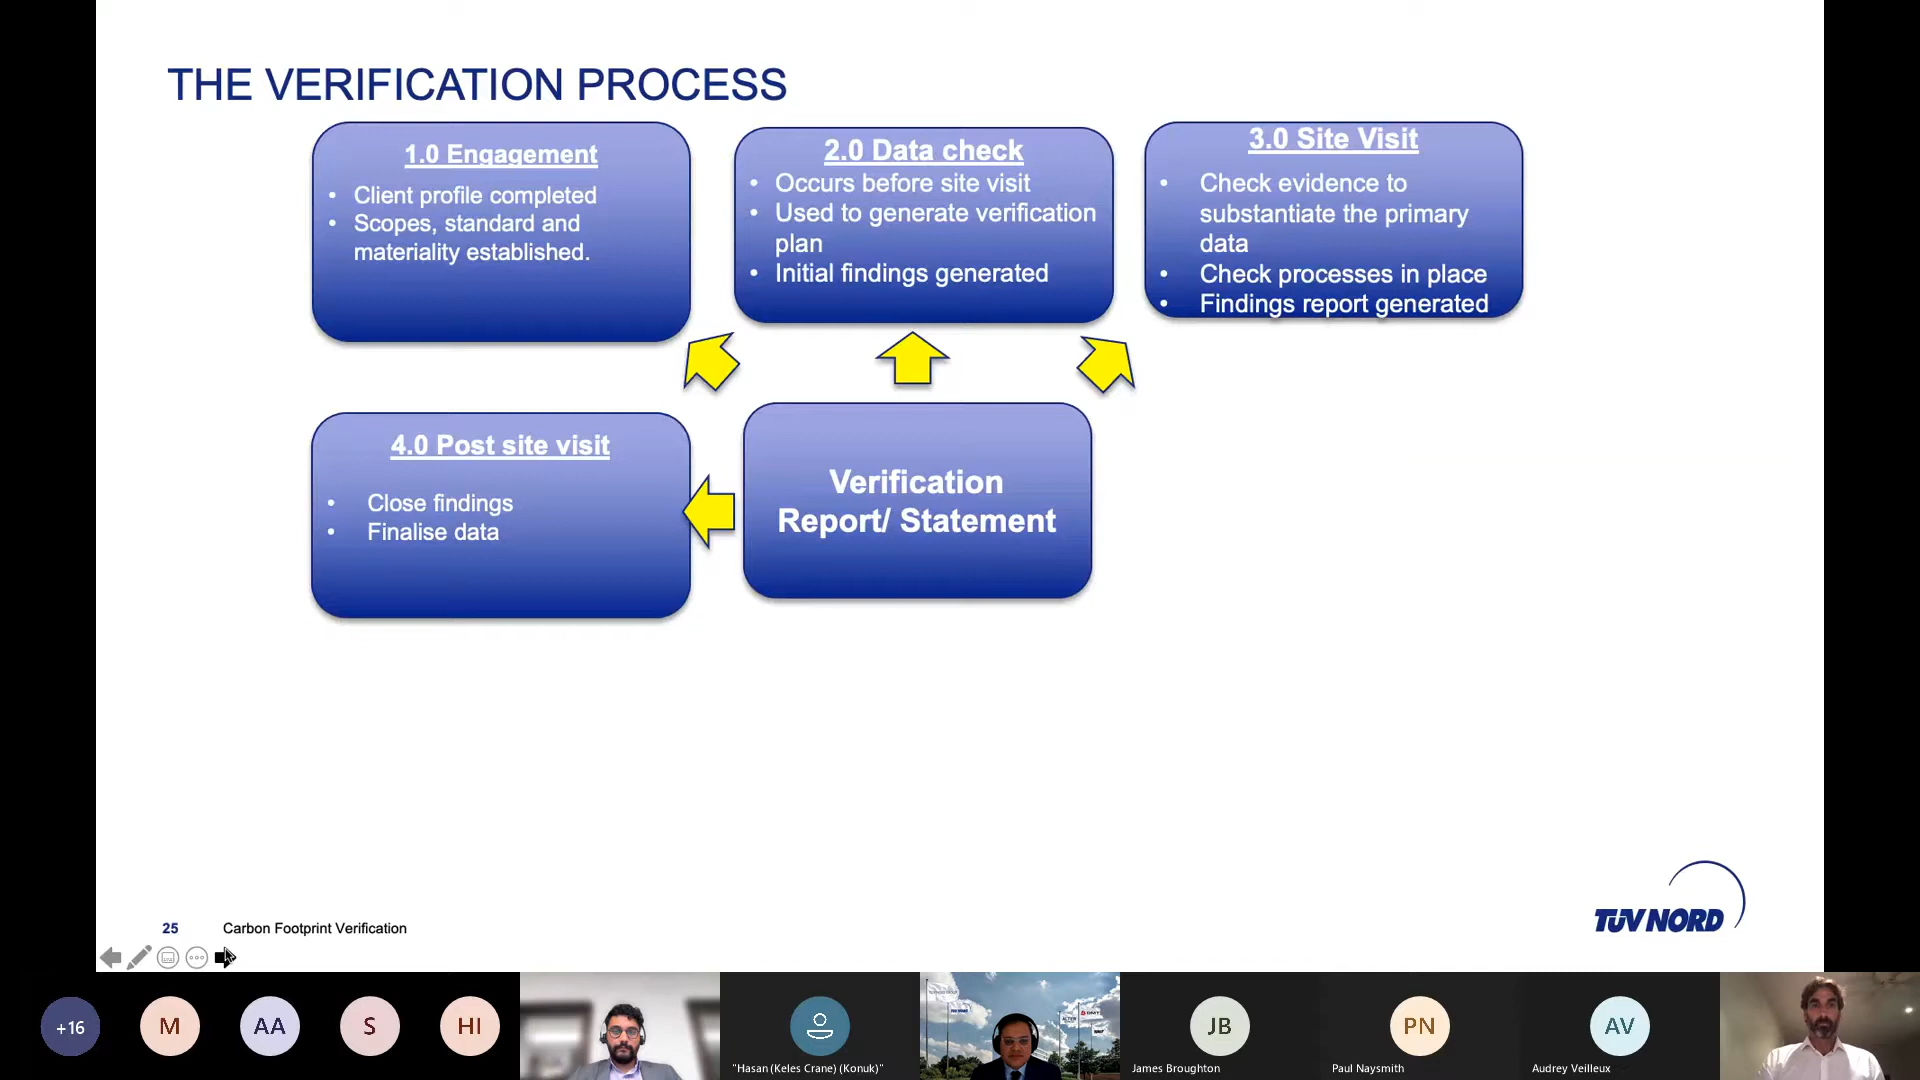 THE VERIFICATION PROCESS
1.0 Engagement
• Client profile completed
• Scopes, standard and
materiality established.
2.0 Data check
• Occurs before site visit
• Used to generate verification
plan
• Initial findings generated
3.0 Site Visit
• Check evidence to
substantiate the primary
data
• Check processes in place
• Findings report generated
4.0 Post site visit
• Close findings
• Finalise data
Verification
Report/ Statement
25 Carbon Footprint Verification
TÜV NORD
+16
M
AA
S
HI
"Hasan (Keles Crane) (Konuk)"
JB
James Broughton
PN
Paul Naysmith
AV
Audrey Veilleux